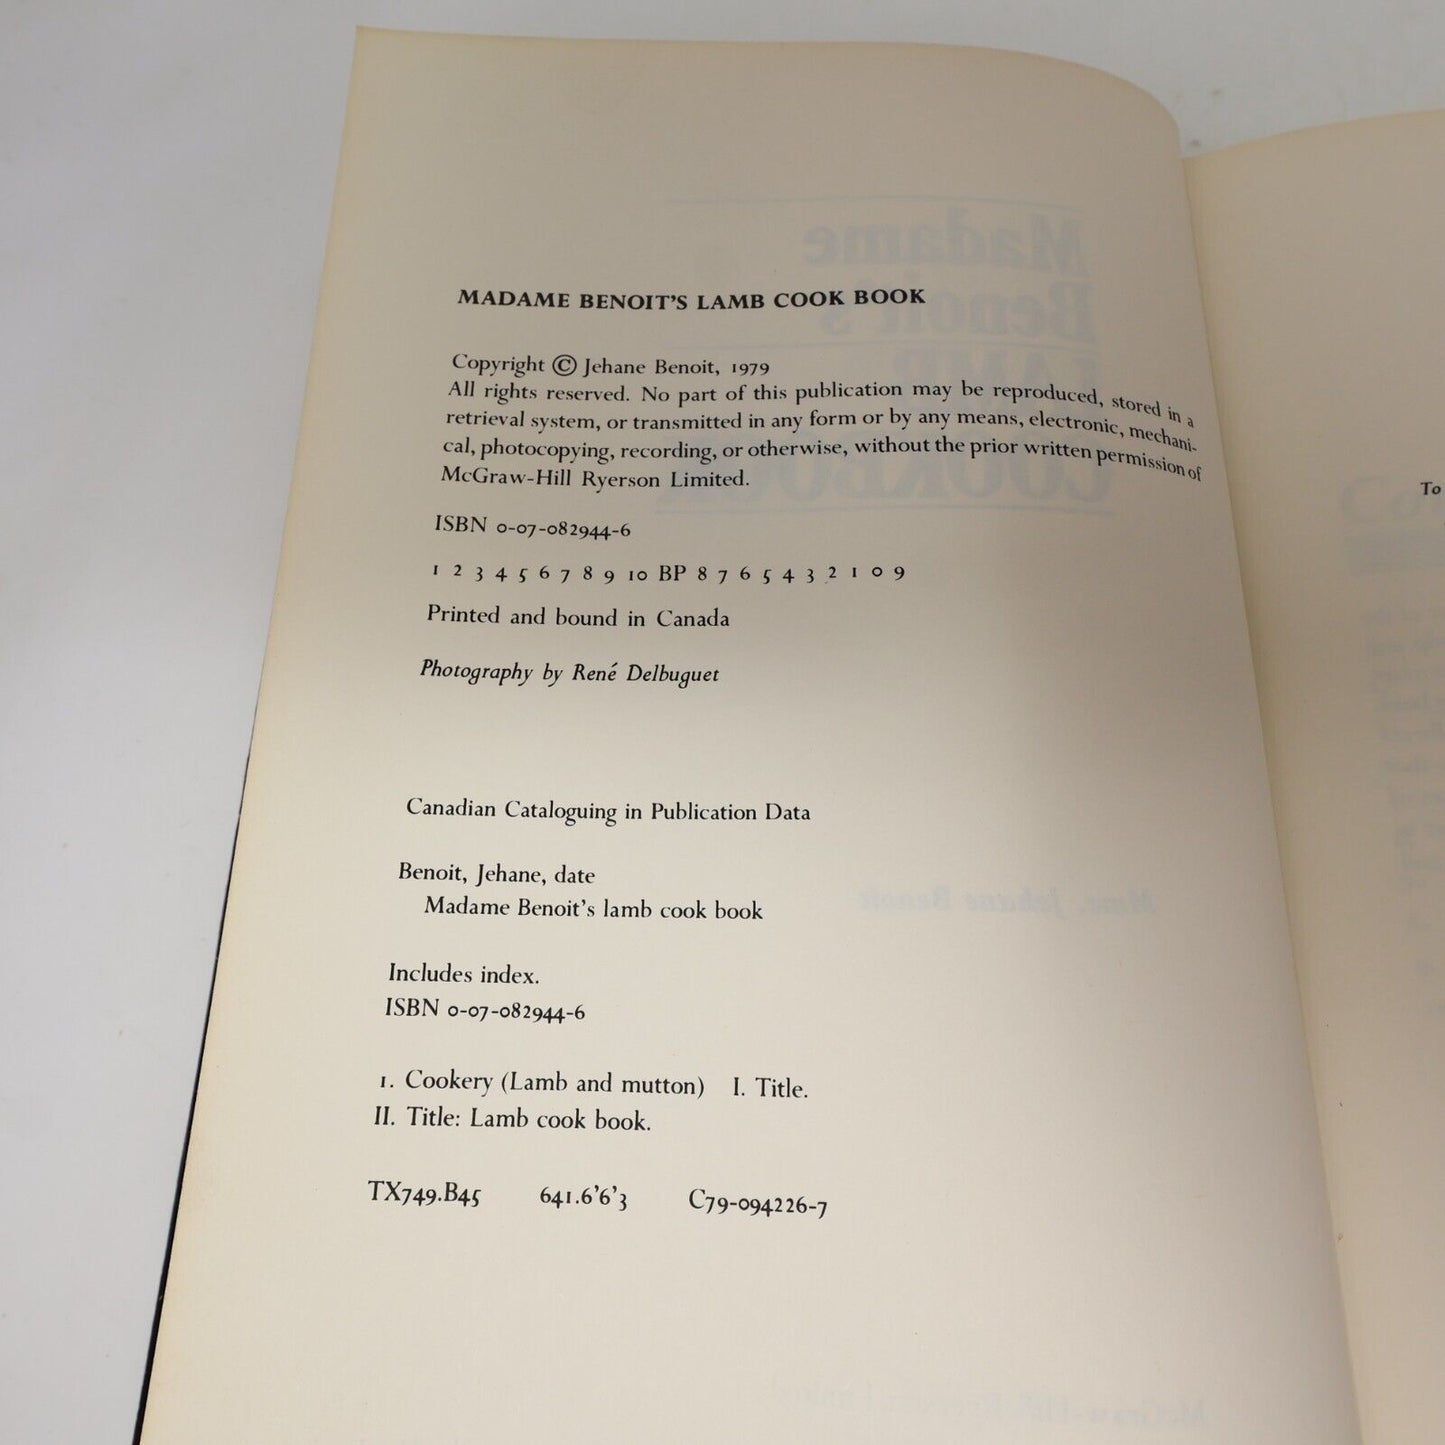 MADAME BENOIT'S LAMB COOK BOOK
Copyright © Jehane Benoit, 1979
All rights reserved. No part of this publication may be reproduced, stored in a
retrieval system, or transmitted in any form or by any means, electronic, mechani-
cal, photocopying, recording, or otherwise, without the prior written permission of
McGraw-Hill Ryerson Limited.
ISBN 0-07-082944-6
1 2 3 4 5 6 7 8 9 10 BP 8 7 6 5 4 3 2 1 0 9
Printed and bound in Canada
Photography by René Delbuguet
Canadian Cataloguing in Publication Data
Benoit, Jehane, date
Madame Benoit's lamb cook book
Includes index.
ISBN 0-07-082944-6
1. Cookery (Lamb and mutton) I. Title.
II. Title: Lamb cook book.
TX749.B45 641.6'6'3 C79-094226-7
To